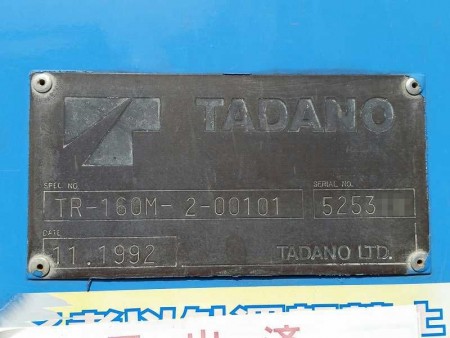 TADANO
SPEC. NO. SERIAL NO.
TR-160M-2-00101 5253
DATE
11.1992 TADANO LTD.